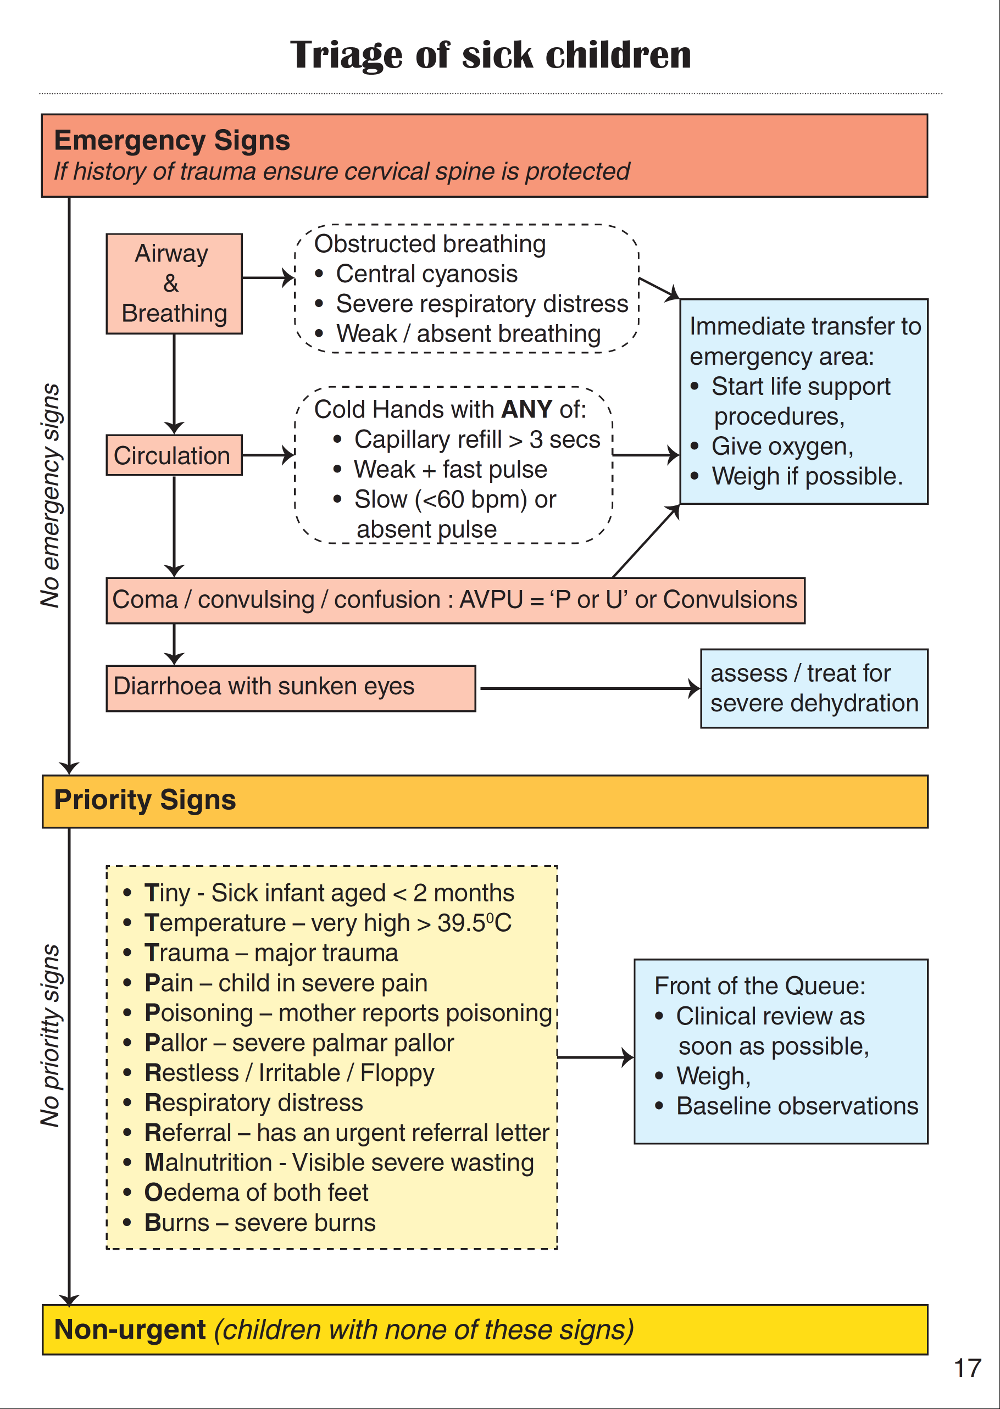 Triage of sick children
Emergency Signs
If history of trauma ensure cervical spine is protected
Airway
&
Breathing
Obstructed breathing
• Central cyanosis
• Severe respiratory distress
• Weak / absent breathing
Immediate transfer to
emergency area:
• Start life support
procedures,
• Give oxygen,
• Weigh if possible.
No emergency signs
Circulation
Cold Hands with ANY of:
• Capillary refill > 3 secs
• Weak + fast pulse
• Slow (<60 bpm) or
absent pulse
Coma / convulsing / confusion : AVPU = ‘P or U’ or Convulsions
Diarrhoea with sunken eyes
assess / treat for
severe dehydration
Priority Signs
No prioritty signs
• Tiny - Sick infant aged < 2 months
• Temperature – very high > 39.5⁰C
• Trauma – major trauma
• Pain – child in severe pain
• Poisoning – mother reports poisoning
• Pallor – severe palmar pallor
• Restless / Irritable / Floppy
• Respiratory distress
• Referral – has an urgent referral letter
• Malnutrition - Visible severe wasting
• Oedema of both feet
• Burns – severe burns
Front of the Queue:
• Clinical review as
soon as possible,
• Weigh,
• Baseline observations
Non-urgent (children with none of these signs)
17